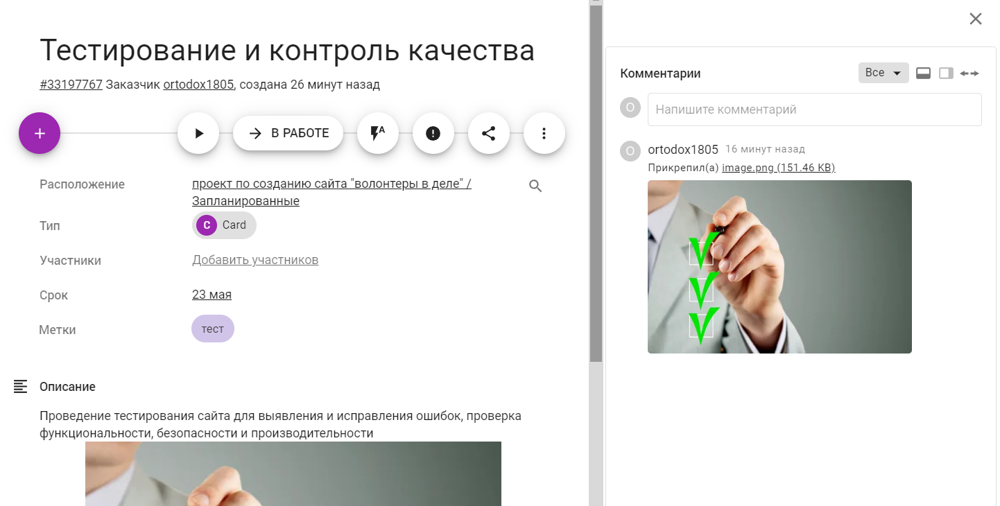 Тестирование и контроль качества
#33197767 Заказчик ortodox1805, создана 26 минут назад
В РАБОТЕ
Расположение
проект по созданию сайта "волонтеры в деле" /
Запланированные
Тип
C Card
Участники
Добавить участников
Срок
23 мая
Метки
тест
Описание
Проведение тестирования сайта для выявления и исправления ошибок, проверка
функциональности, безопасности и производительности
Комментарии
Все
O
Напишите комментарий
O
ortodox1805 16 минут назад
Прикрепил(а) image.png (151.46 KB)